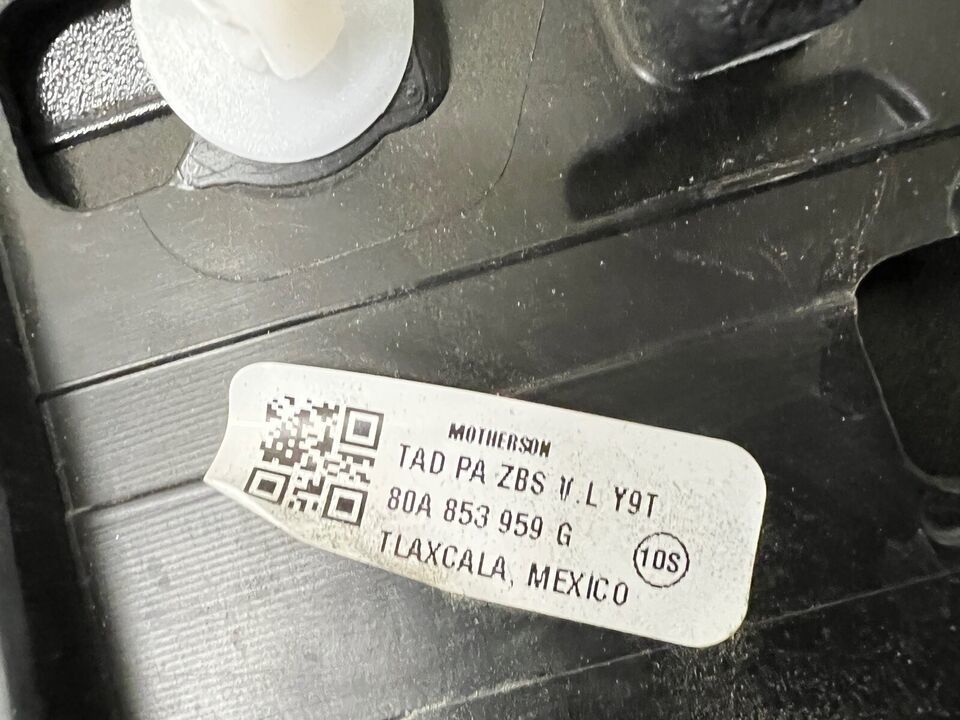 MOTHERSON
TAD PA ZBS V.L Y9T
80A 853 959 G
10S
TLAXCALA, MEXICO